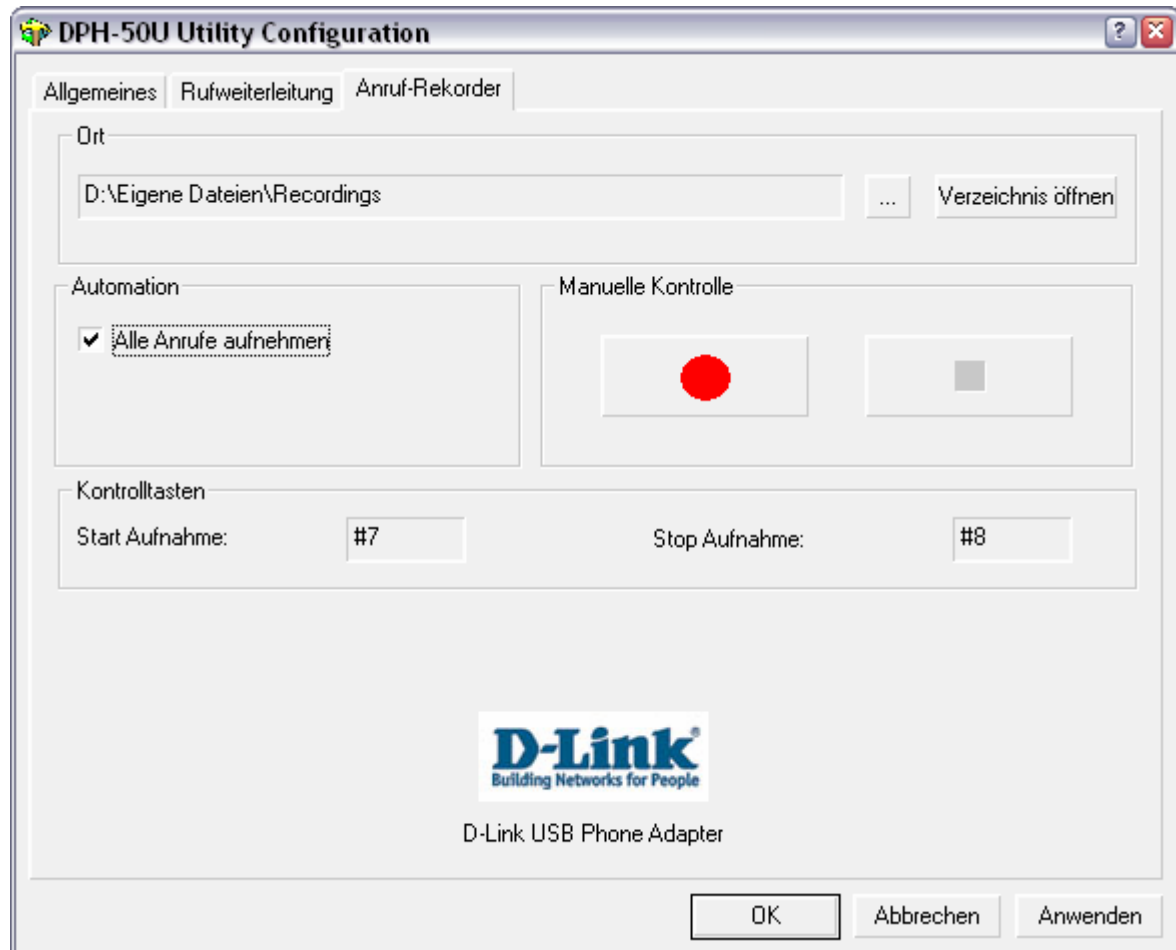 DPH-50U Utility Configuration
Allgemeines Rufweiterleitung Anruf-Rekorder
Ort
D:\Eigene Dateien\Recordings ... Verzeichnis öffnen
Automation Manuelle Kontrolle
Alle Anrufe aufnehmen
Kontrolltasten
Start Aufnahme: #7 Stop Aufnahme: #8
D-Link®
Building Networks for People
D-Link USB Phone Adapter
OK Abbrechen Anwenden